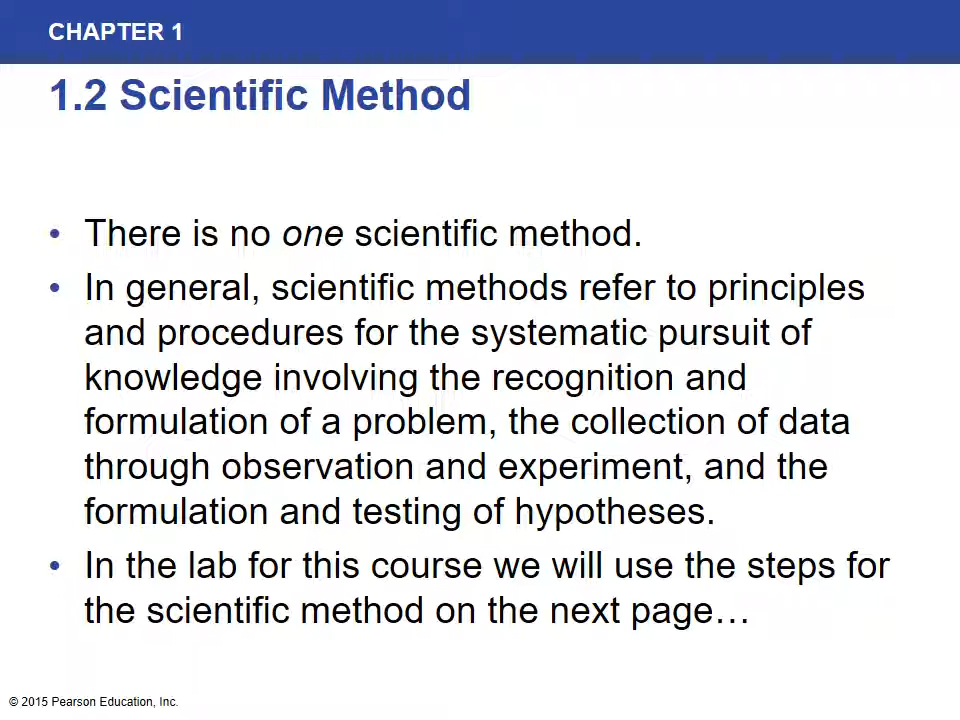 CHAPTER 1
1.2 Scientific Method
• There is no one scientific method.
• In general, scientific methods refer to principles
and procedures for the systematic pursuit of
knowledge involving the recognition and
formulation of a problem, the collection of data
through observation and experiment, and the
formulation and testing of hypotheses.
• In the lab for this course we will use the steps for
the scientific method on the next page…
© 2015 Pearson Education, Inc.